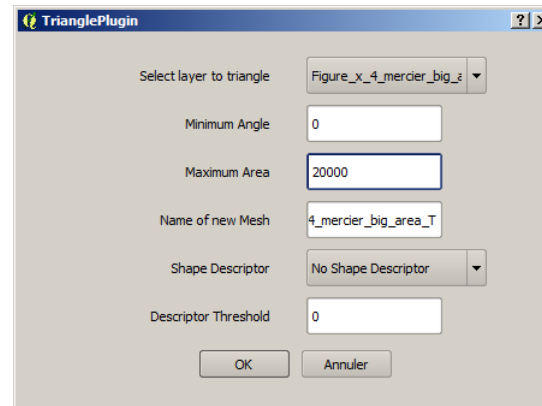 TrianglePlugin
Select layer to triangle Figure_x_4_mercier_big_a
Minimum Angle 0
Maximum Area 20000
Name of new Mesh 4_mercier_big_area_T
Shape Descriptor No Shape Descriptor
Descriptor Threshold 0
OK Annuler